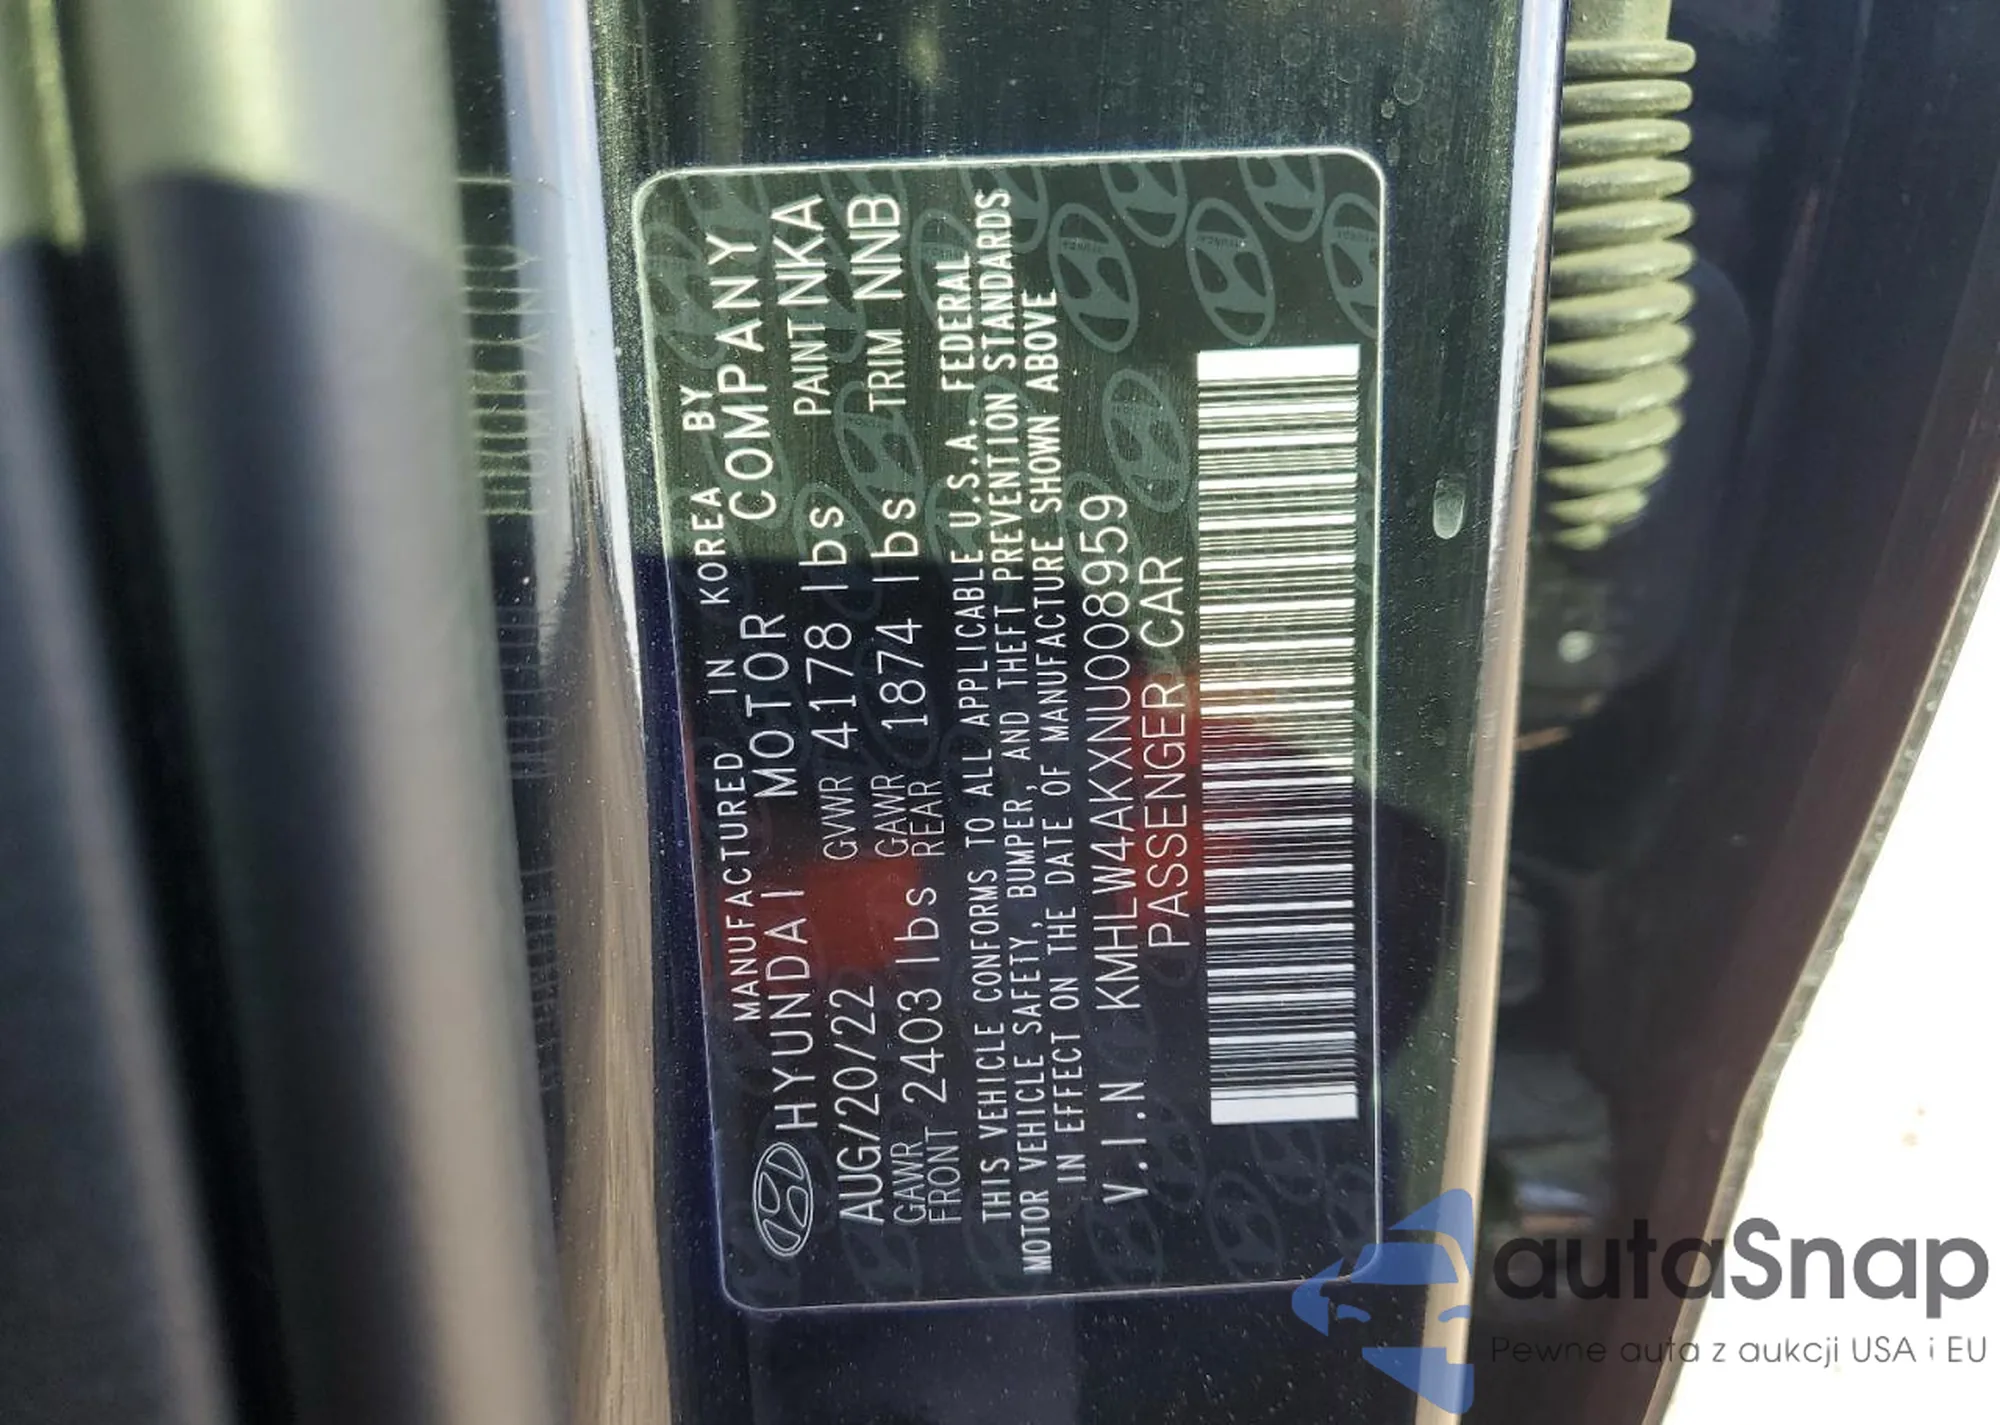 MANUFACTURED IN KOREA BY
HYUNDAI MOTOR COMPANY
AUG/20/22 GVWR 4178 lbs PAINT NKA
GAWR FRONT 2403 lbs GAWR REAR 1874 lbs TRIM NNB
THIS VEHICLE CONFORMS TO ALL APPLICABLE U.S.A. FEDERAL
MOTOR VEHICLE SAFETY, BUMPER, AND THEFT PREVENTION STANDARDS
IN EFFECT ON THE DATE OF MANUFACTURE SHOWN ABOVE
V.I.N KMHLW4AKXNU008959
PASSENGER CAR
autaSnap
Pewne auta z aukcji USA i EU